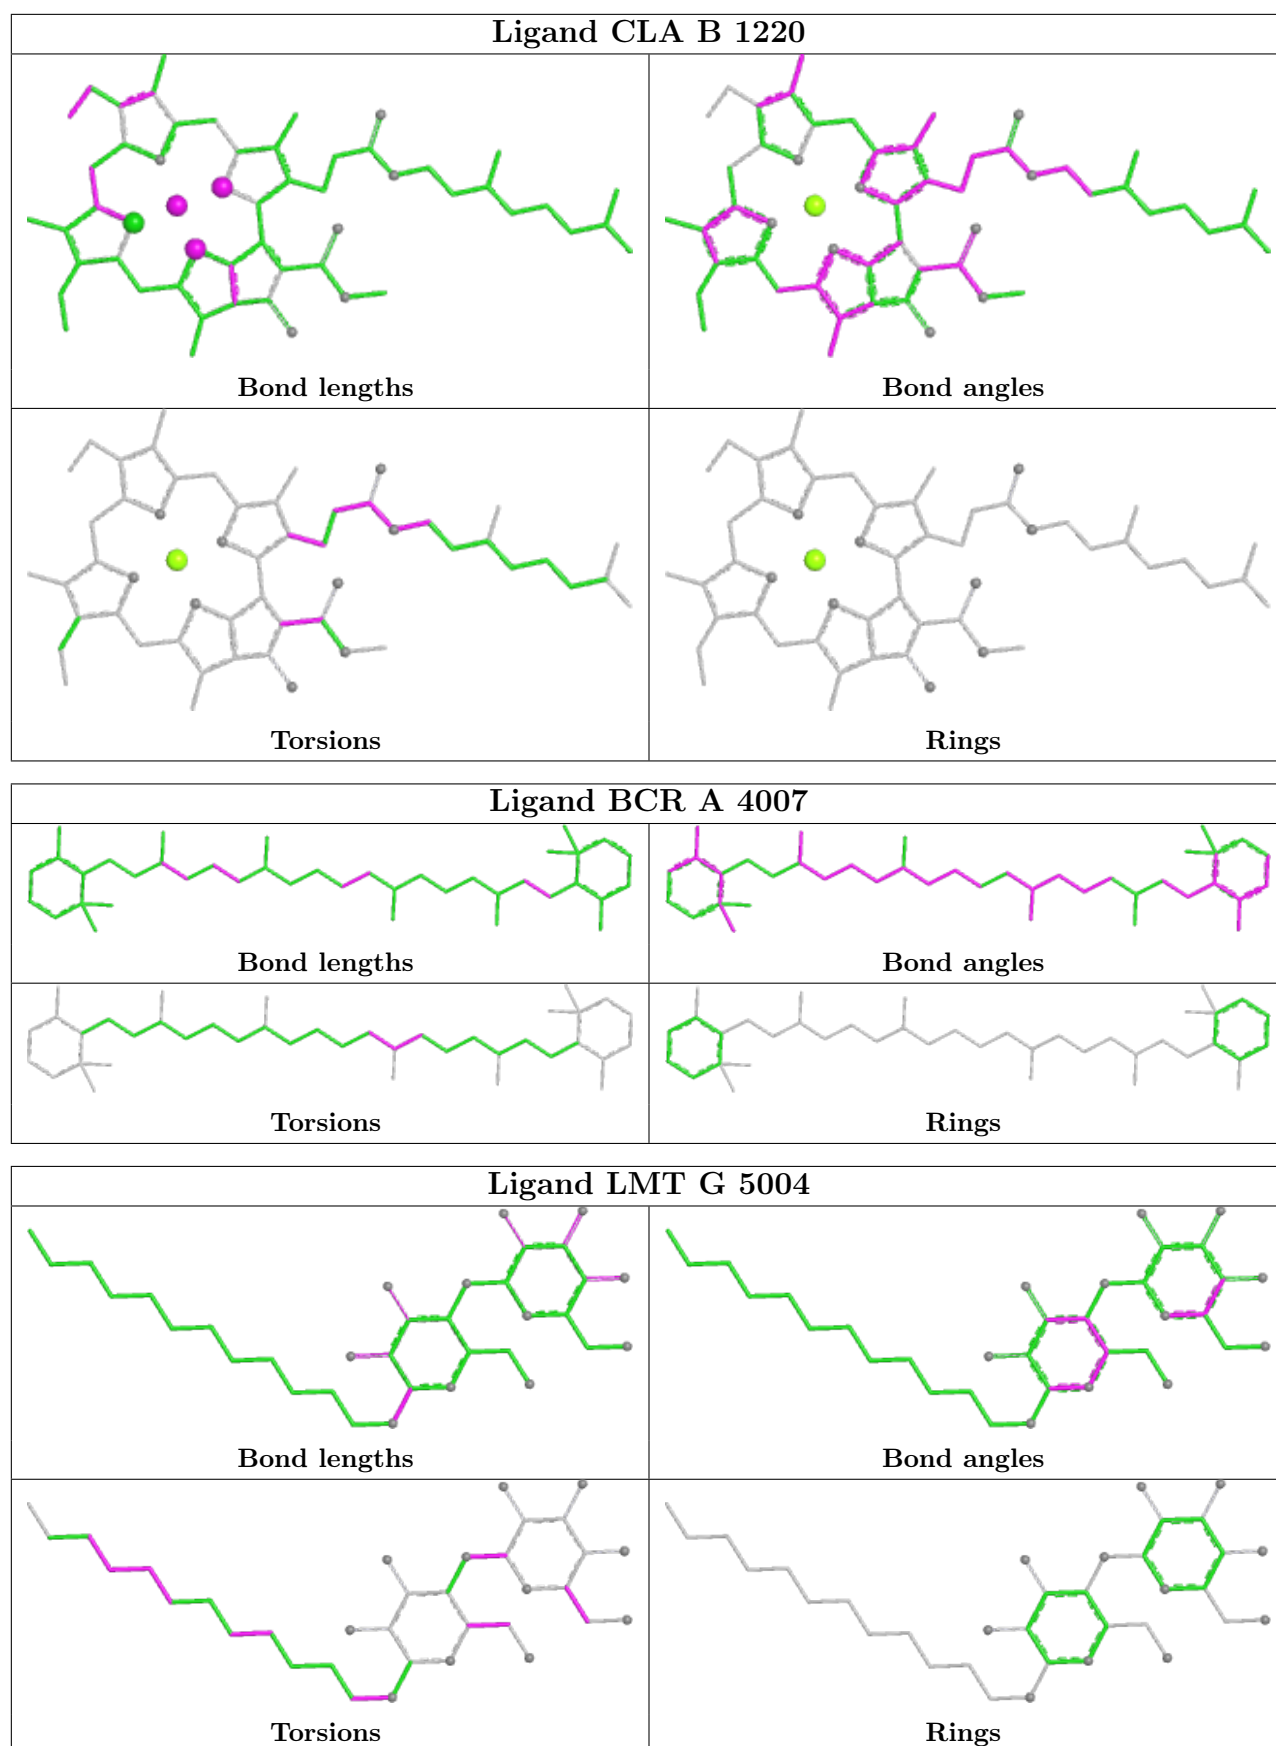 Ligand CLA B 1220
Bond lengths
Bond angles
Torsions
Rings
Ligand BCR A 4007
Bond lengths
Bond angles
Torsions
Rings
Ligand LMT G 5004
Bond lengths
Bond angles
Torsions
Rings